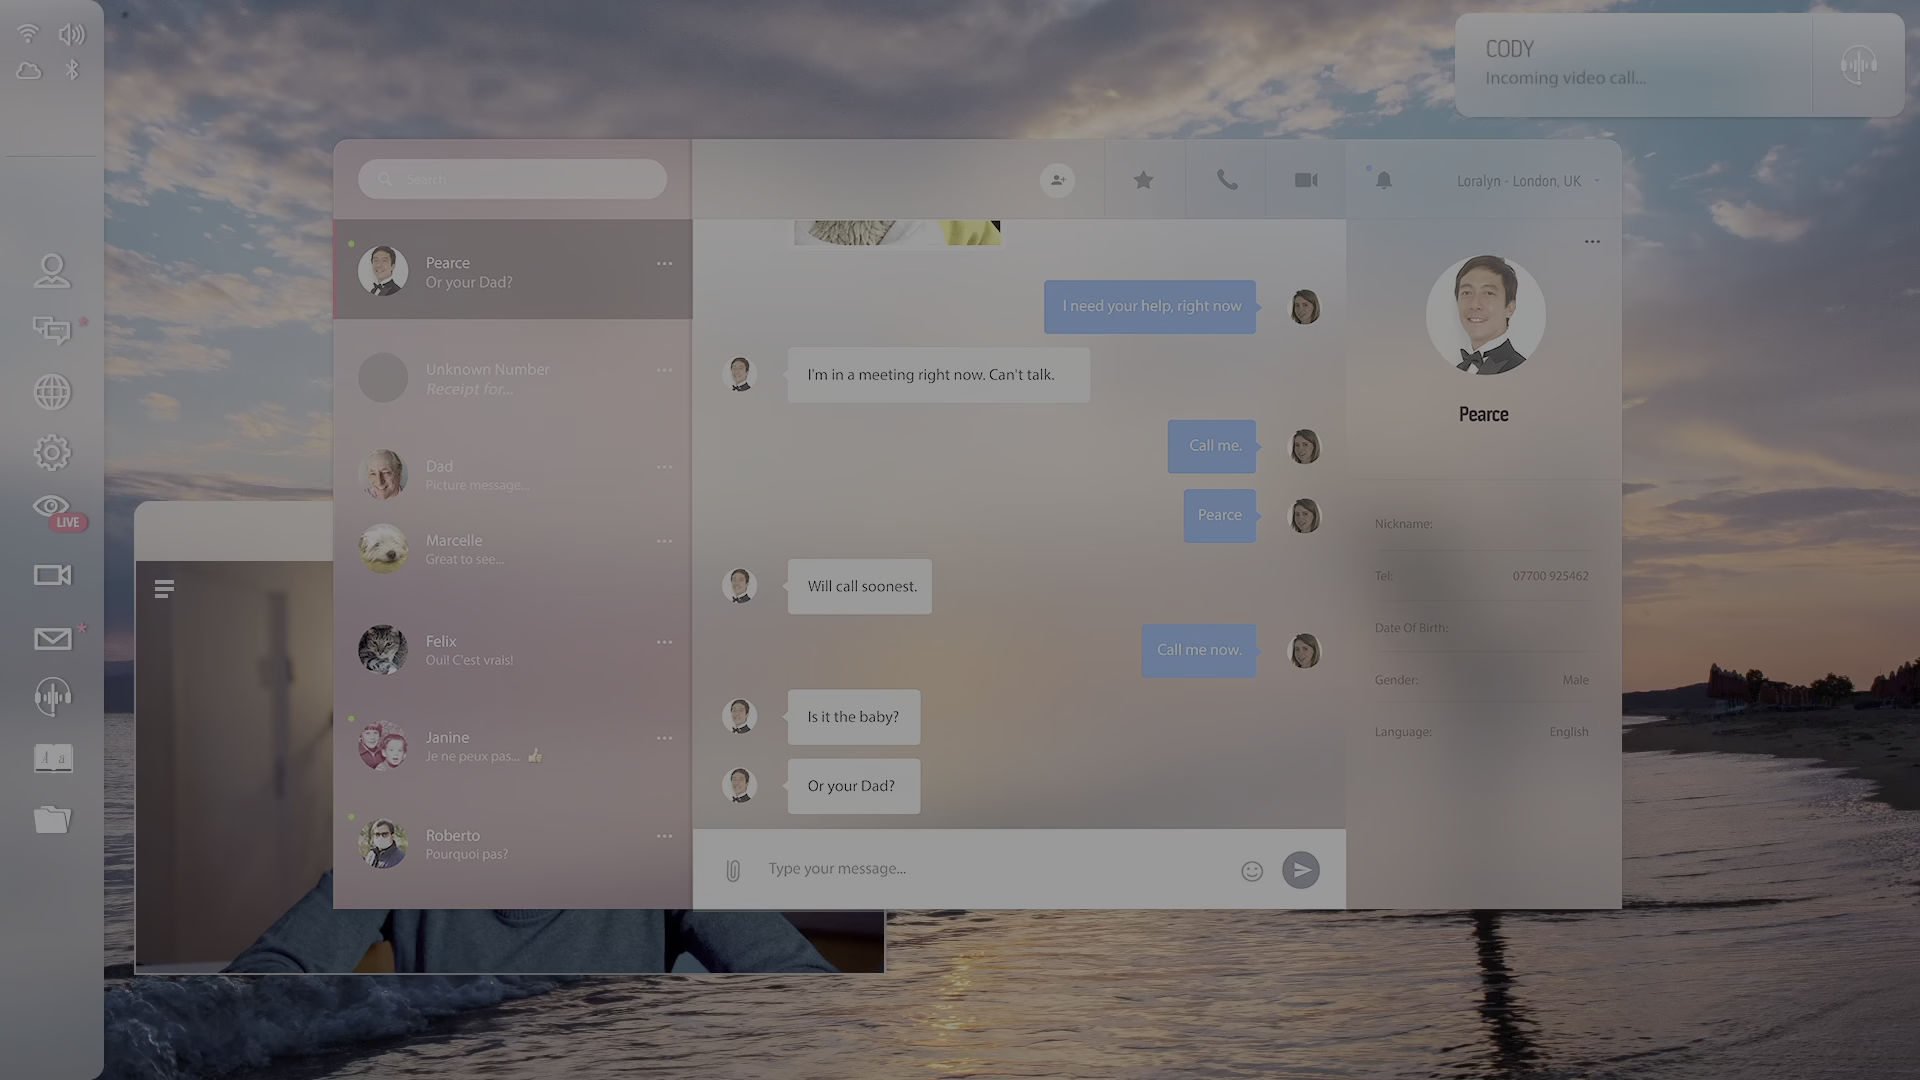 CODY
Incoming video call...
Search
Loralyn - London, UK
Pearce
Or your Dad?
Unknown Number
Receipt for...
Dad
Picture message...
Marcelle
Great to see...
Felix
Oui! C'est vrais!
Janine
Je ne peux pas...
Roberto
Pourquoi pas?
LIVE
A a
I need your help, right now
I'm in a meeting right now. Can't talk.
Call me.
Pearce
Will call soonest.
Call me now.
Is it the baby?
Or your Dad?
Type your message...
Pearce
Nickname:
Tel: 07700 925462
Date Of Birth:
Gender: Male
Language: English